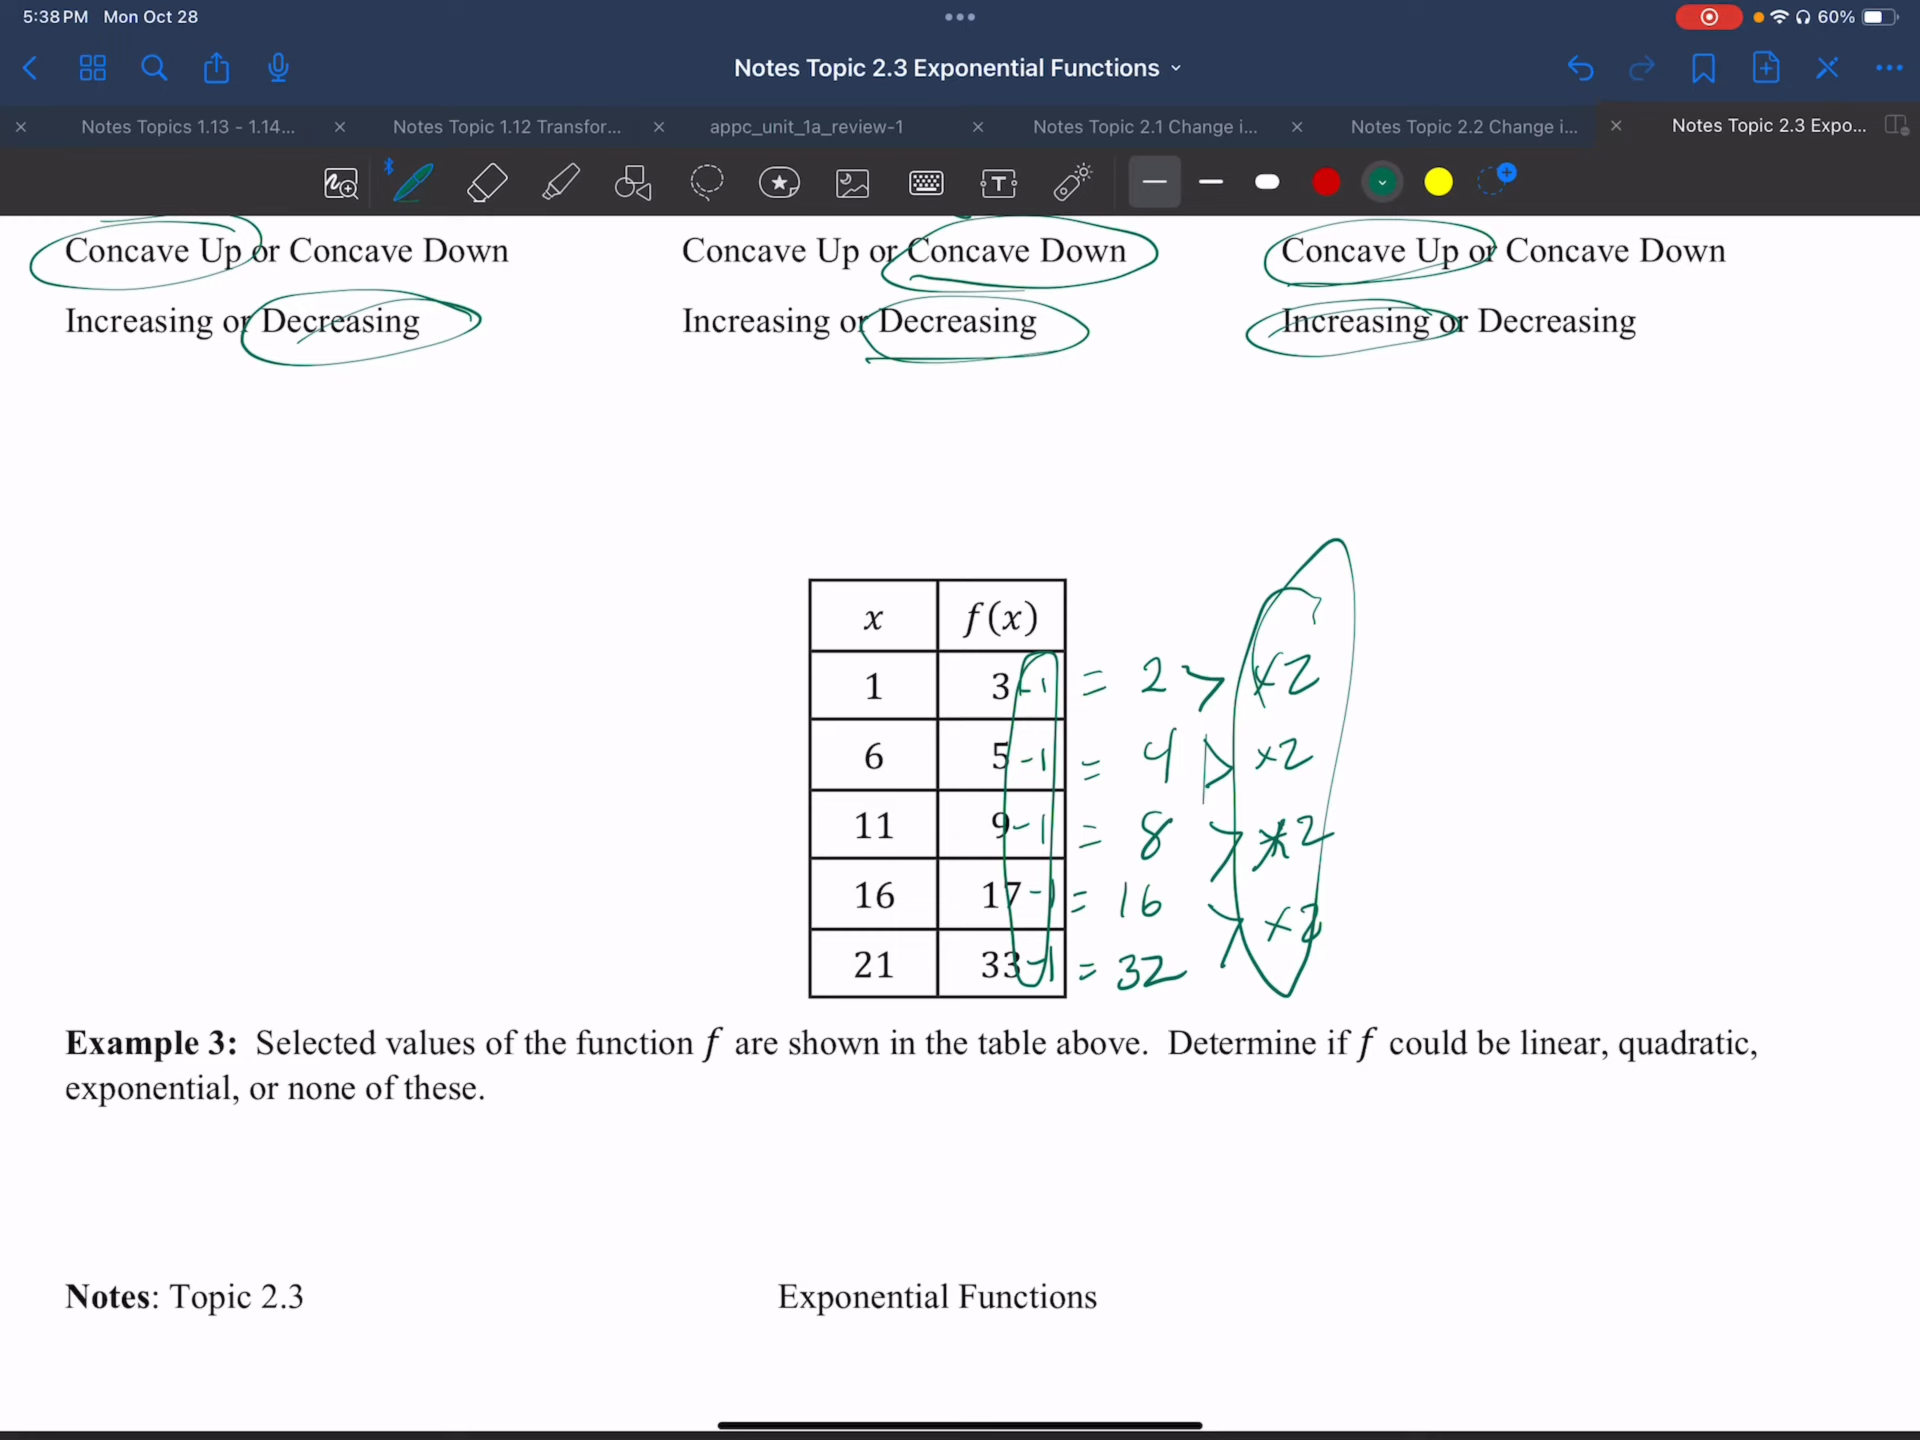 5:38 PM Mon Oct 28
60%
Notes Topic 2.3 Exponential Functions
Notes Topics 1.13 - 1.14...
Notes Topic 1.12 Transfor...
appc_unit_1a_review-1
Notes Topic 2.1 Change i...
Notes Topic 2.2 Change i...
Notes Topic 2.3 Expo...
Concave Up or Concave Down
Concave Up or Concave Down
Concave Up or Concave Down
Increasing or Decreasing
Increasing or Decreasing
Increasing or Decreasing
x f(x)
1 3 -1 = 2 ×2
6 5 -1 = 4 ×2
11 9 -1 = 8 ×2
16 17 -1 = 16 ×2
21 33 -1 = 32
Example 3: Selected values of the function f are shown in the table above. Determine if f could be linear, quadratic,
exponential, or none of these.
Notes: Topic 2.3 Exponential Functions